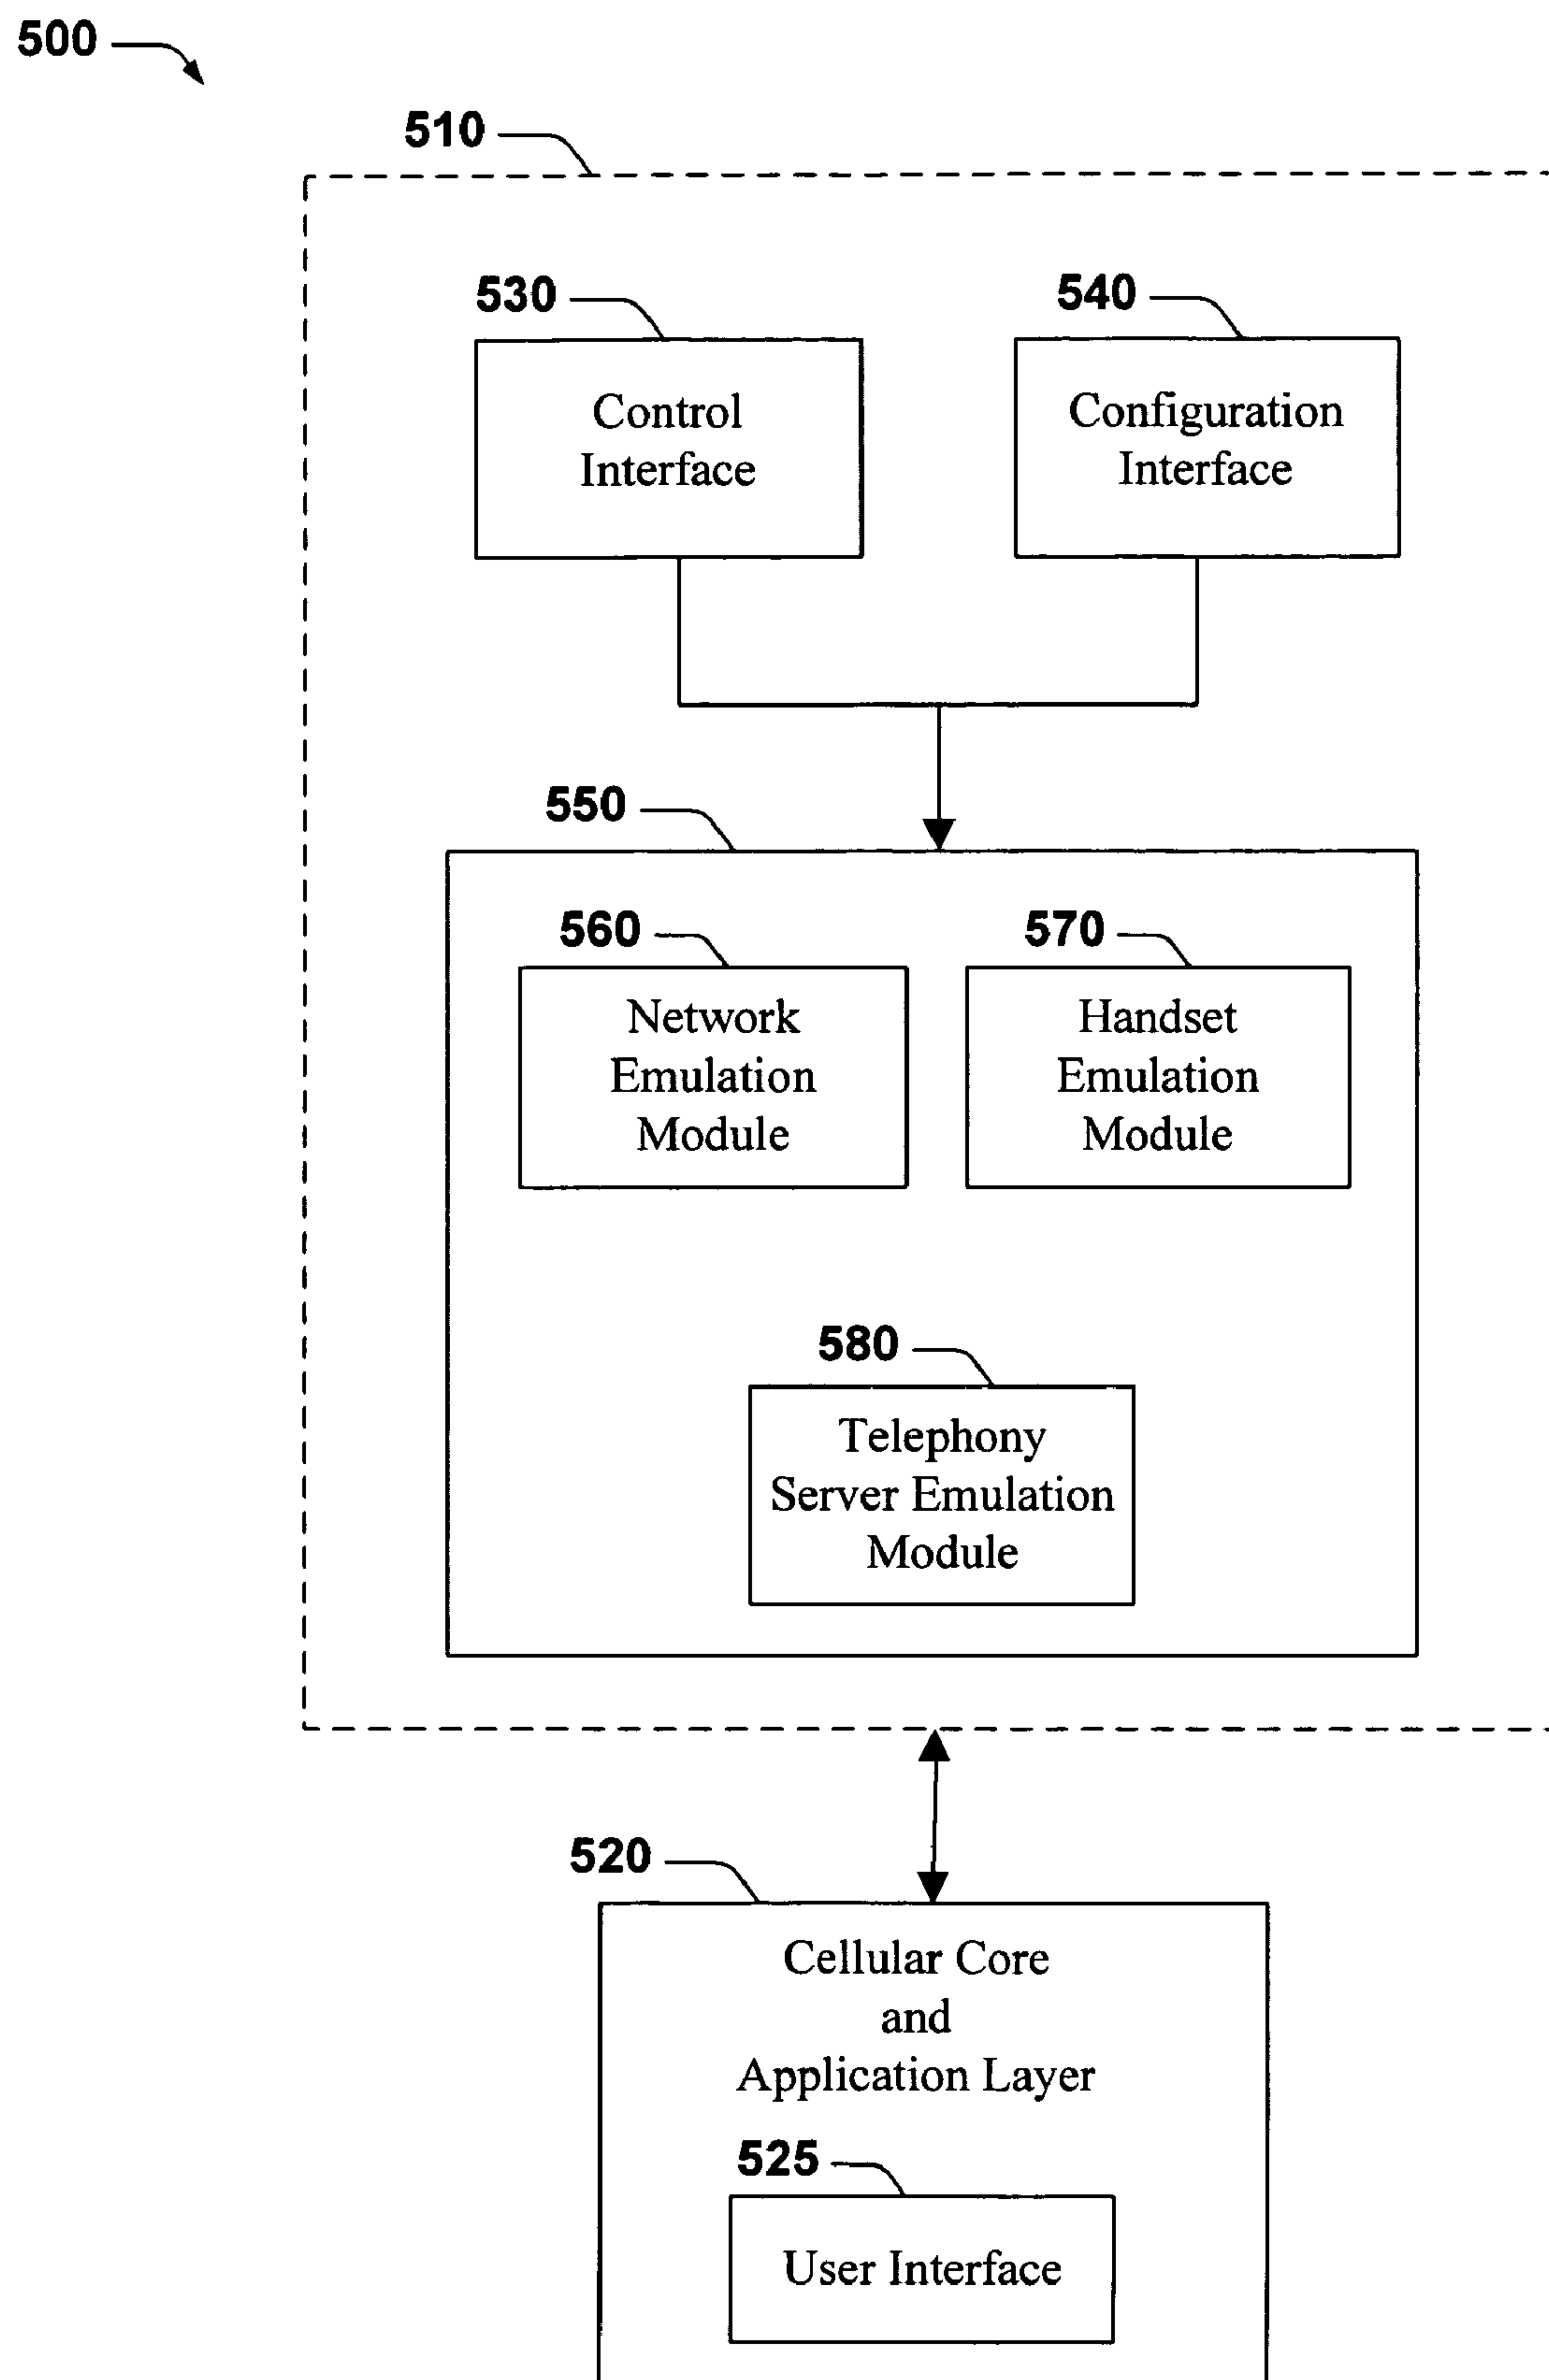 500
510
530
540
Control
Interface
Configuration
Interface
550
560
570
Network
Emulation
Module
Handset
Emulation
Module
580
Telephony
Server Emulation
Module
520
Cellular Core
and
Application Layer
525
User Interface